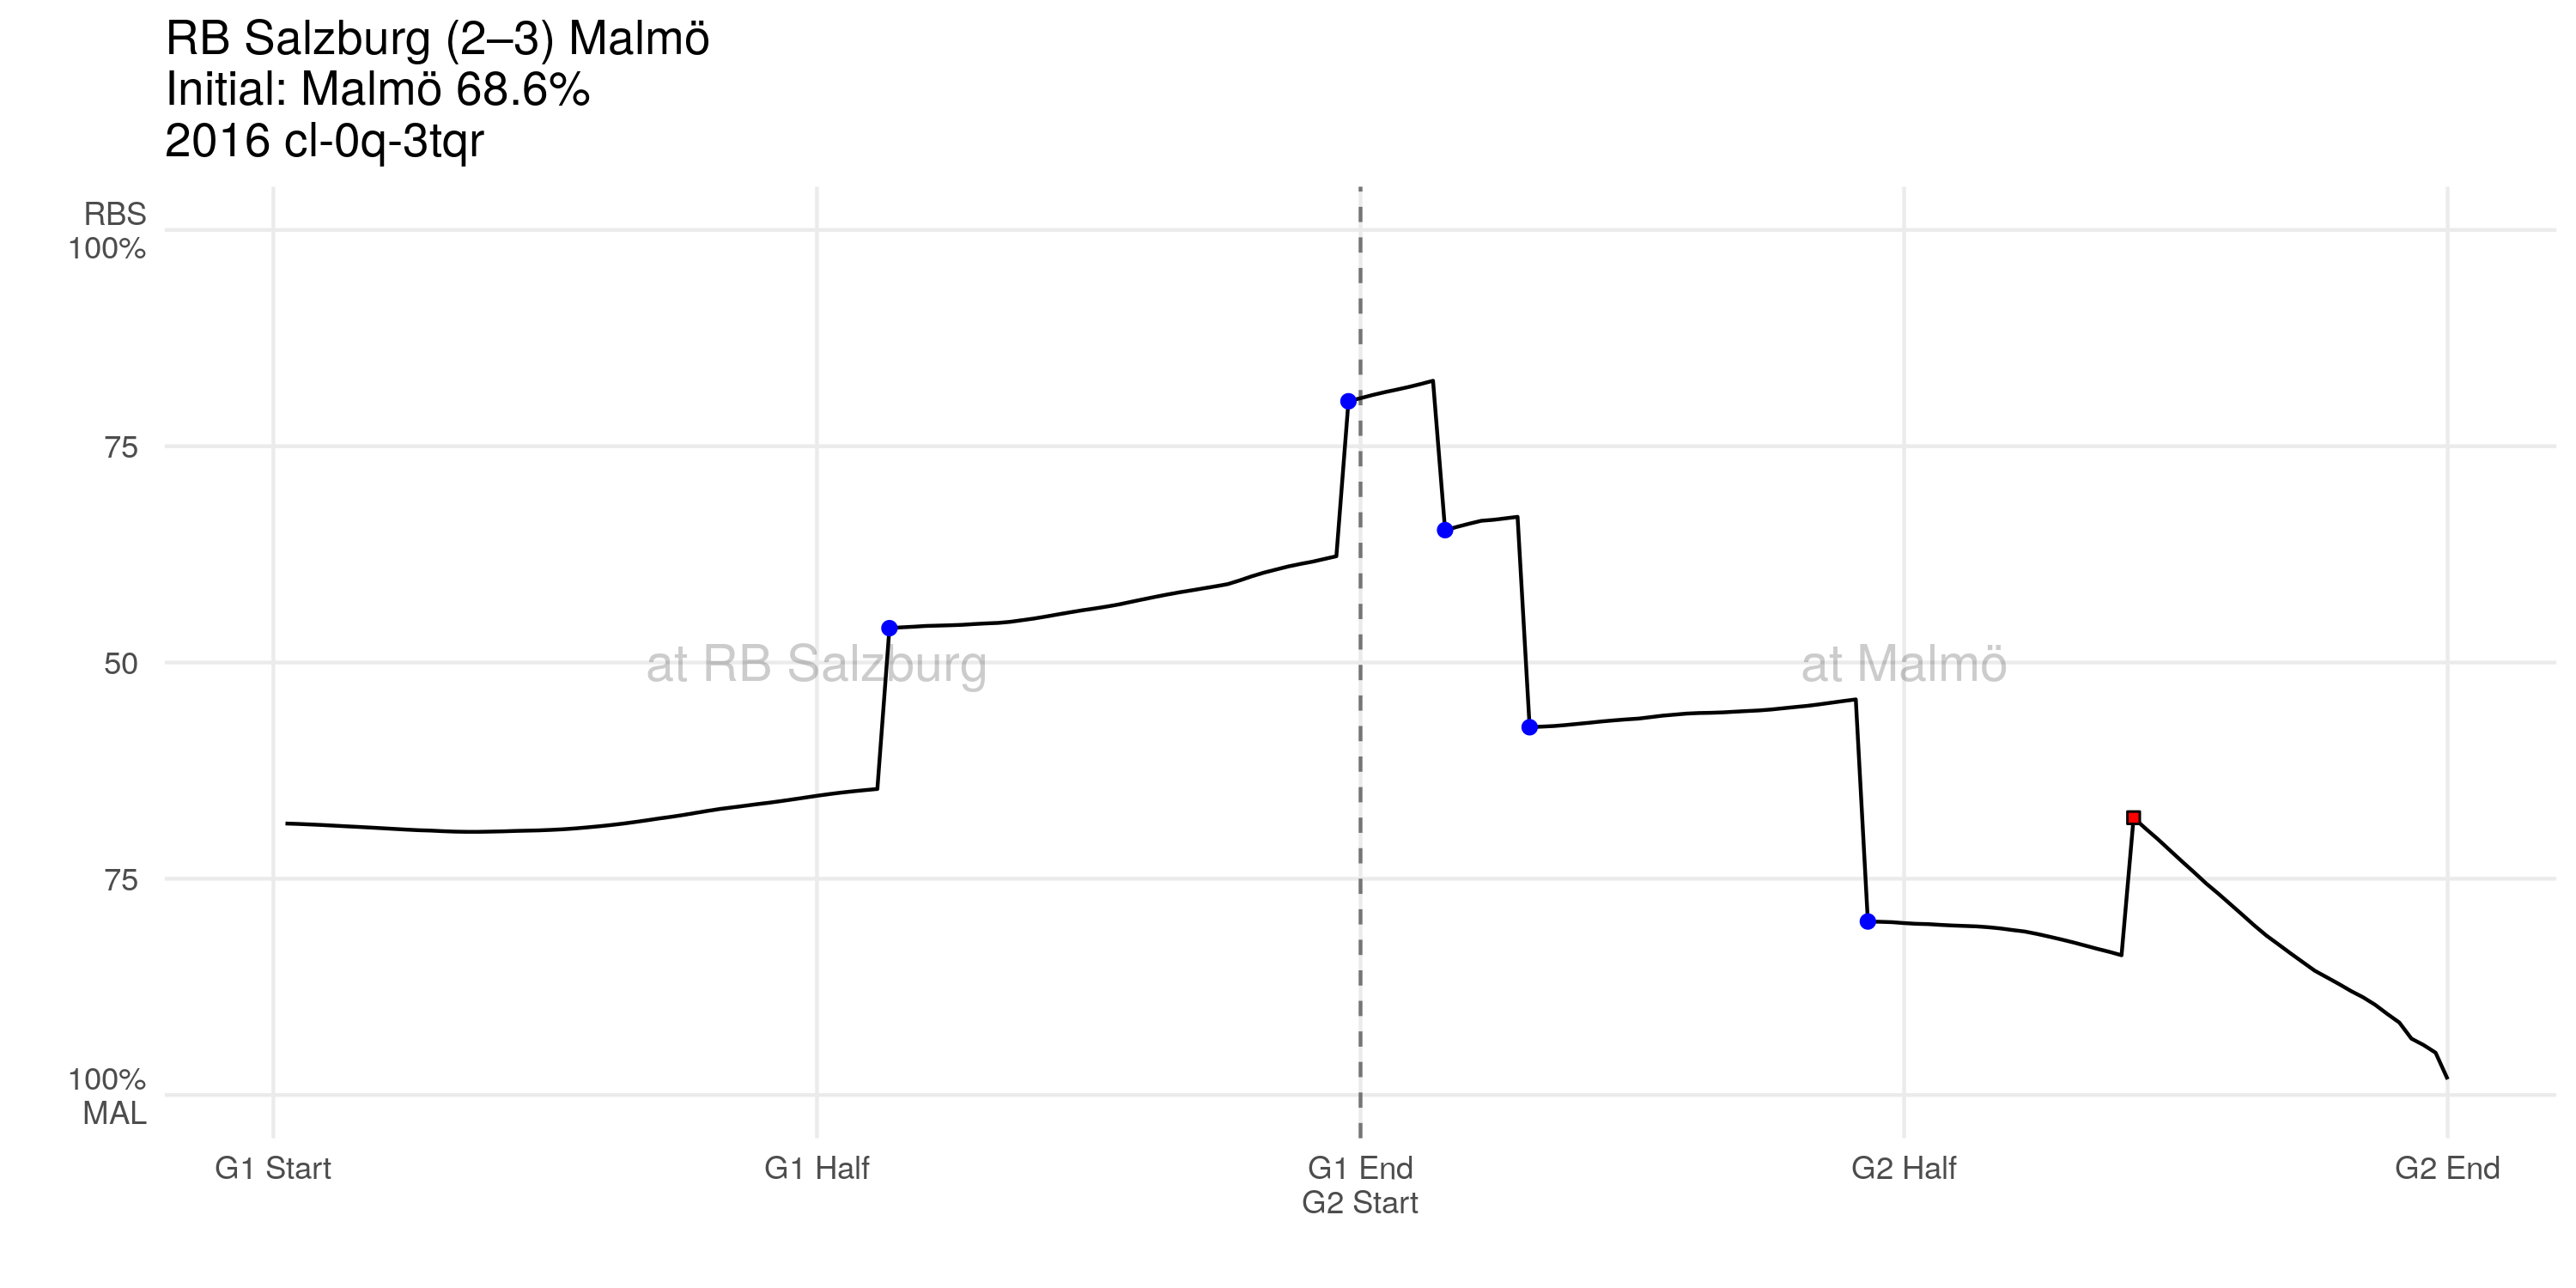 RB Salzburg (2–3) Malmö
Initial: Malmö 68.6%
2016 cl-0q-3tqr
RBS
100%
75
50
75
100%
MAL
at RB Salzburg
at Malmö
G1 Start
G1 Half
G1 End
G2 Start
G2 Half
G2 End